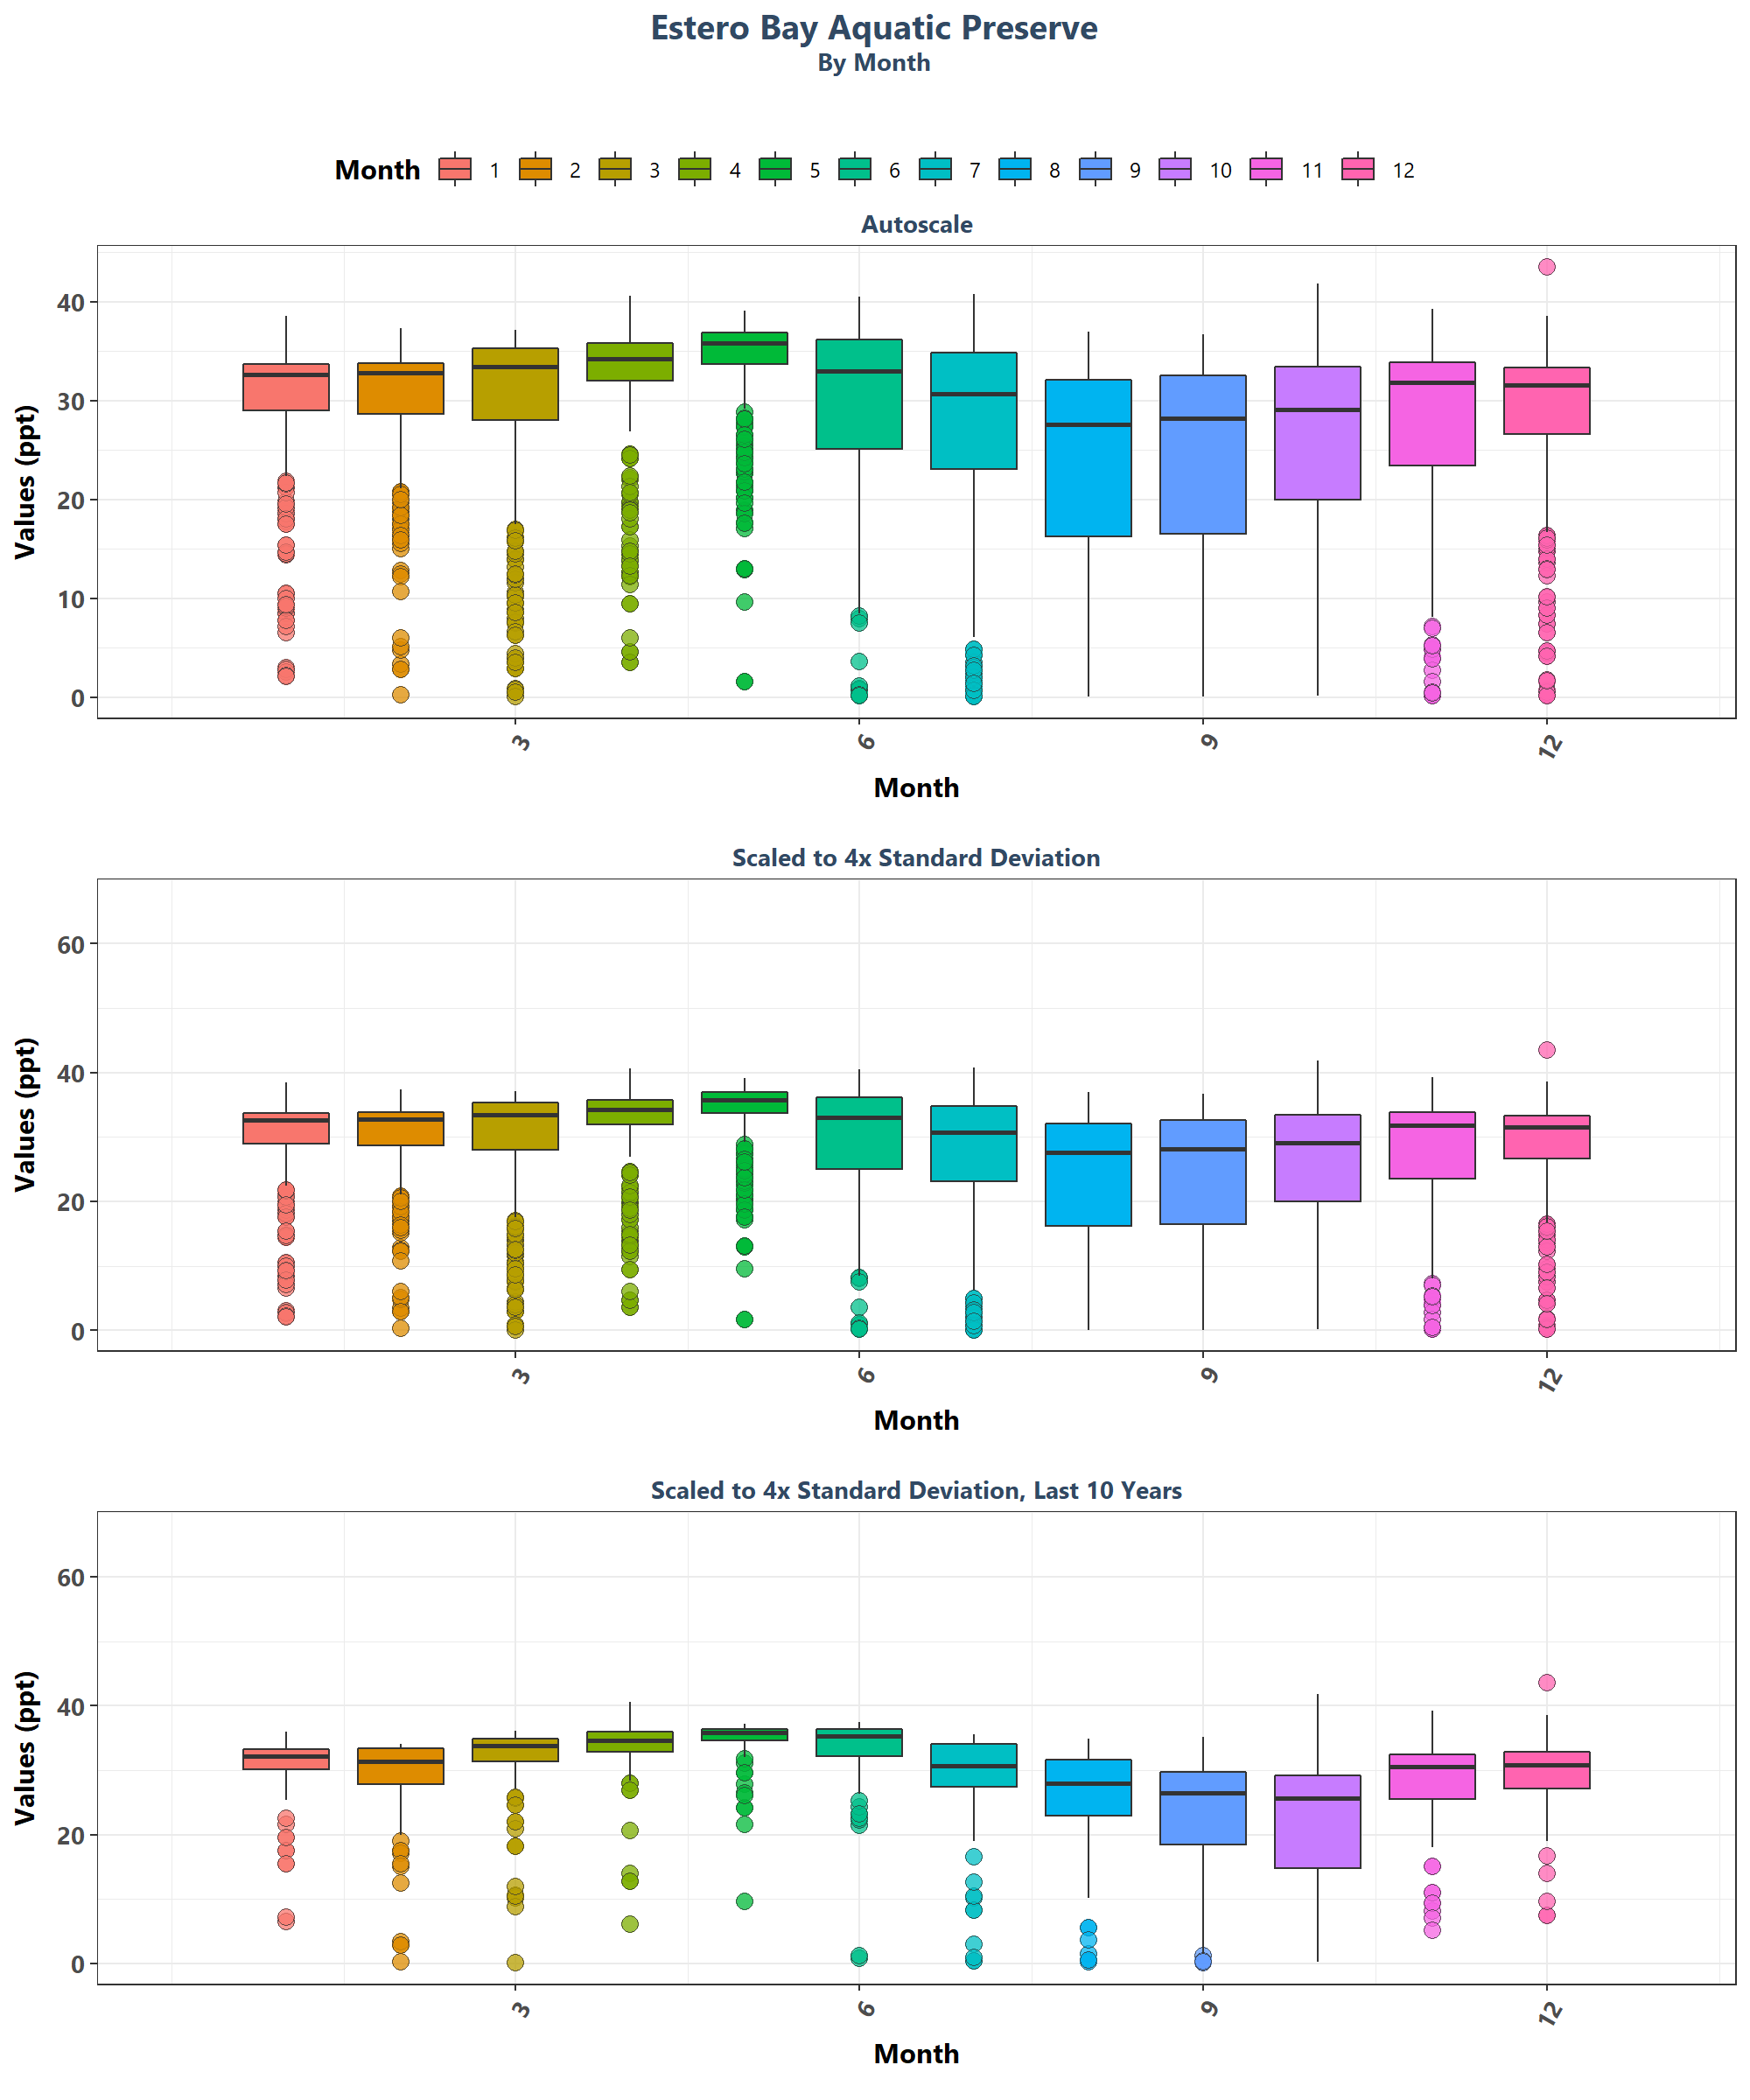 Estero Bay Aquatic Preserve
By Month
Month 1 2 3 4 5 6 7 8 9 10 11 12
Autoscale
Values (ppt)
40
30
20
10
0
3 6 9 12
Month
Scaled to 4x Standard Deviation
Values (ppt)
60
40
20
0
3 6 9 12
Month
Scaled to 4x Standard Deviation, Last 10 Years
Values (ppt)
60
40
20
0
3 6 9 12
Month